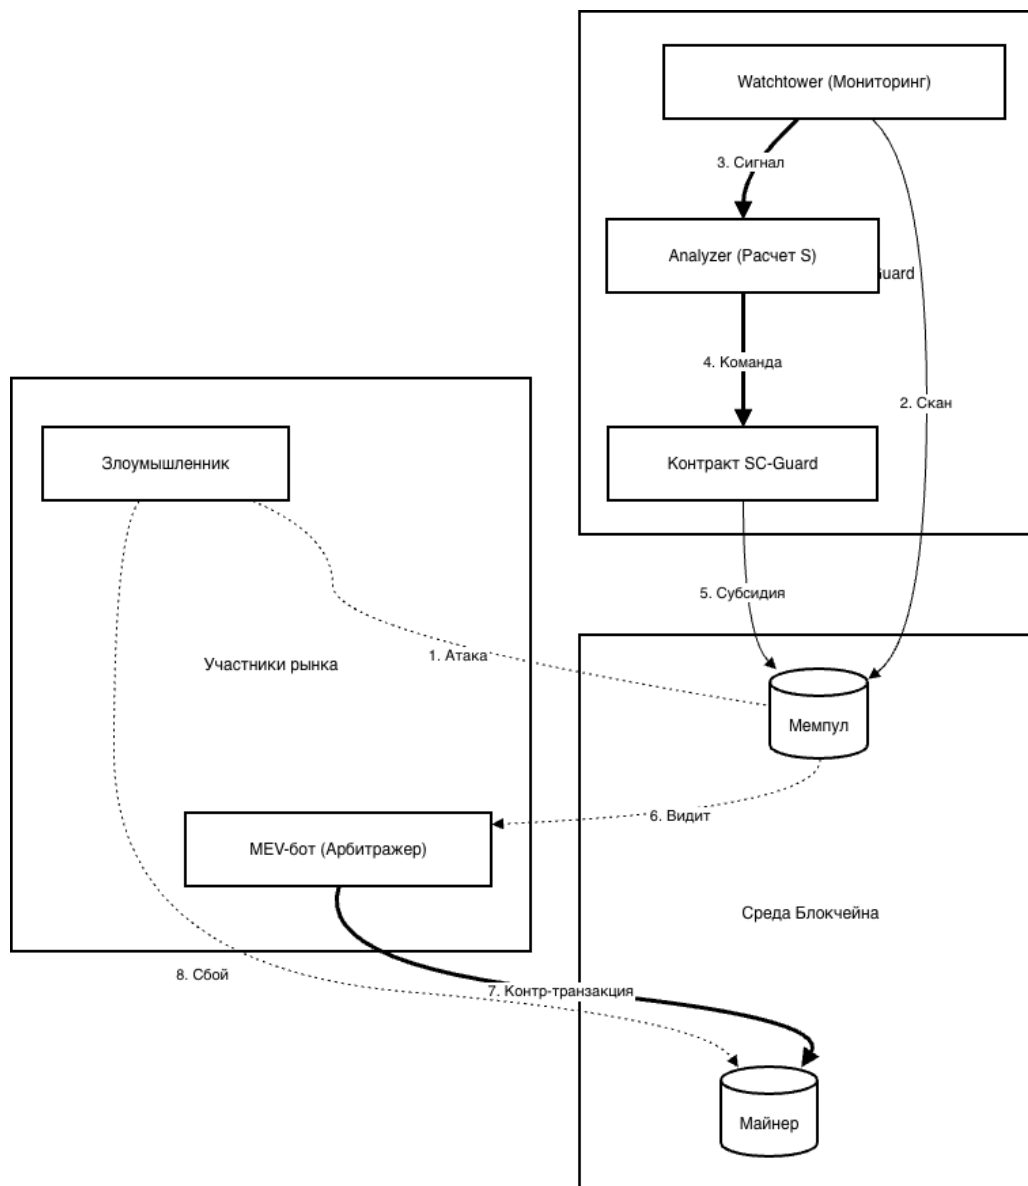 Watchtower (Мониторинг)
3. Сигнал
Analyzer (Расчет S)
Guard
4. Команда
2. Скан
Злоумышленник
Контракт SC-Guard
5. Субсидия
1. Атака
Участники рынка
Мемпул
6. Видит
MEV-бот (Арбитражер)
Среда Блокчейна
8. Сбой
7. Контр-транзакция
Майнер